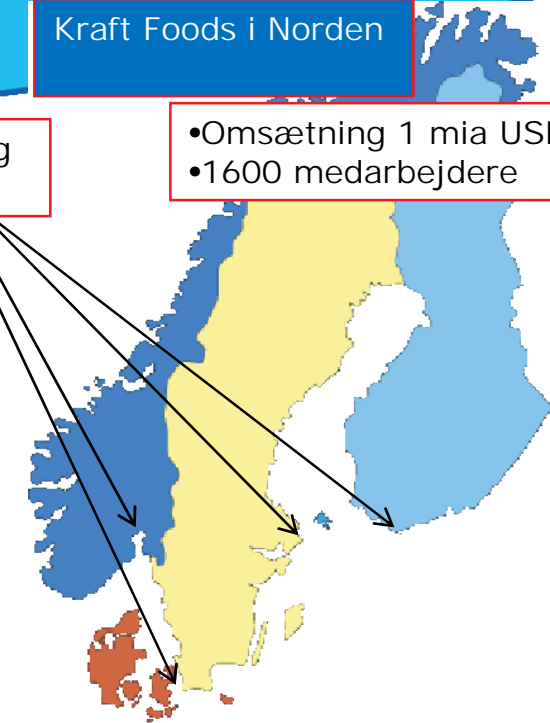 Kraft Foods i Norden
g
•Omsætning 1 mia USD
•1600 medarbejdere